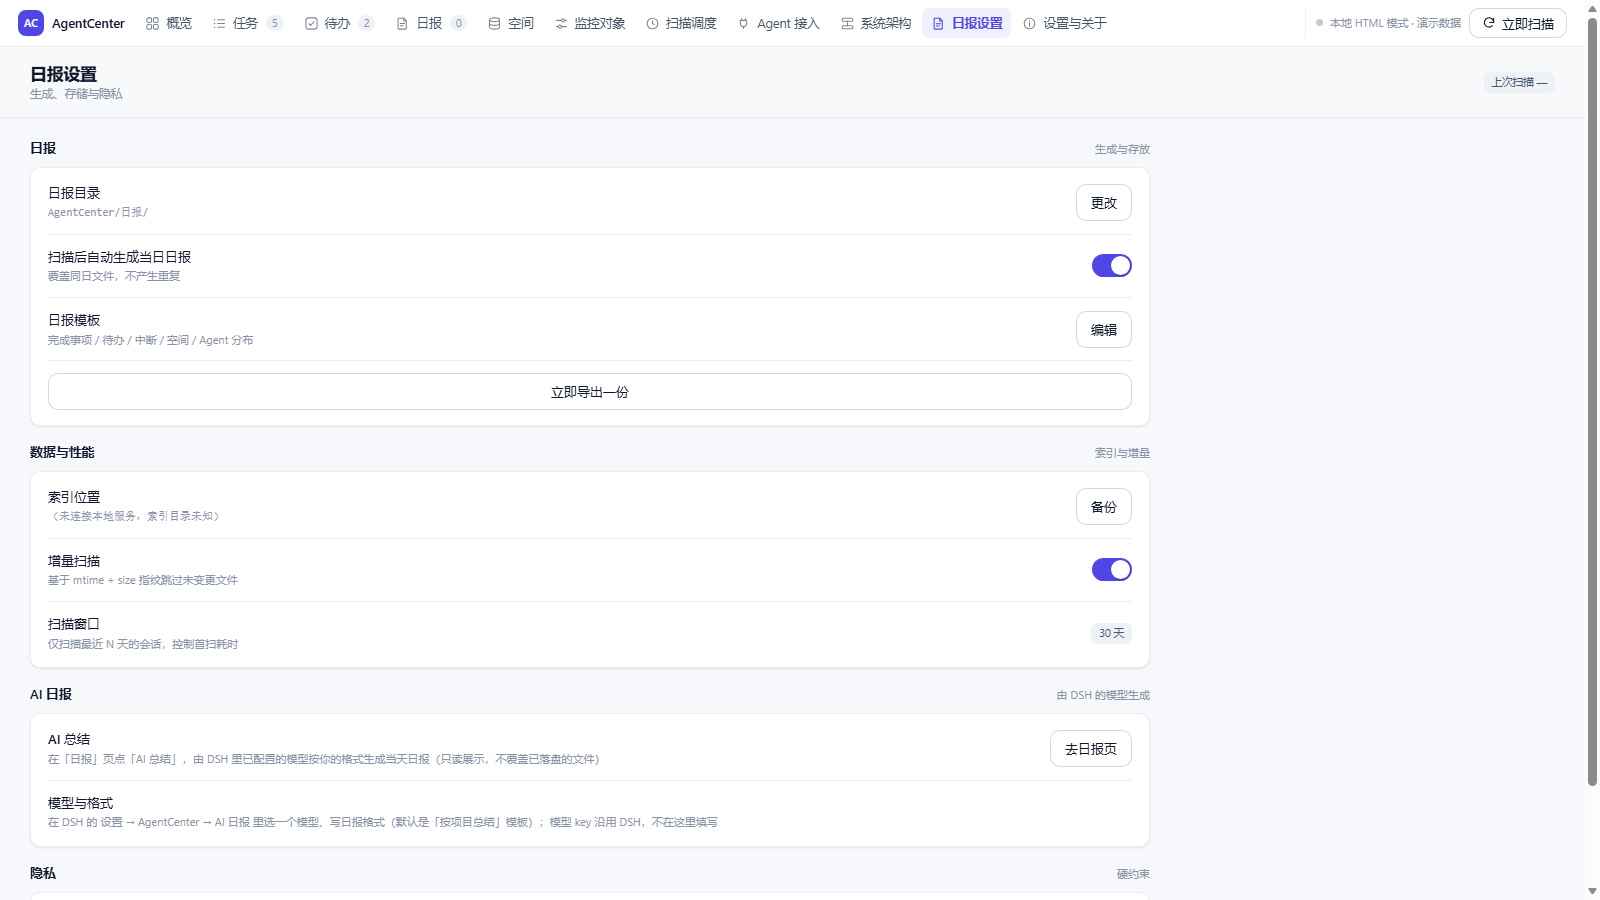 AC AgentCenter 概览 任务 5 待办 2 日报 0 空间 监控对象 扫描调度 Agent 接入 系统架构 日报设置 设置与关于 本地 HTML 模式 · 演示数据 立即扫描
日报设置
生成、存储与隐私
上次扫描 —
日报 生成与存放
日报目录
AgentCenter/日报/
更改
扫描后自动生成当日日报
覆盖同日文件，不产生重复
日报模板
完成事项 / 待办 / 中断 / 空间 / Agent 分布
编辑
立即导出一份
数据与性能 索引与增量
索引位置
（未连接本地服务，索引目录未知）
备份
增量扫描
基于 mtime + size 指纹跳过未变更文件
扫描窗口
仅扫描最近 N 天的会话，控制首扫耗时
30 天
AI 日报 由 DSH 的模型生成
AI 总结
在「日报」页点「AI 总结」，由 DSH 里已配置的模型按你的格式生成当天日报（只读展示，不覆盖已落盘的文件）
去日报页
模型与格式
在 DSH 的 设置 → AgentCenter → AI 日报 里选一个模型、写日报格式（默认是「按项目总结」模板）；模型 key 沿用 DSH，不在这里填写
隐私 硬约束